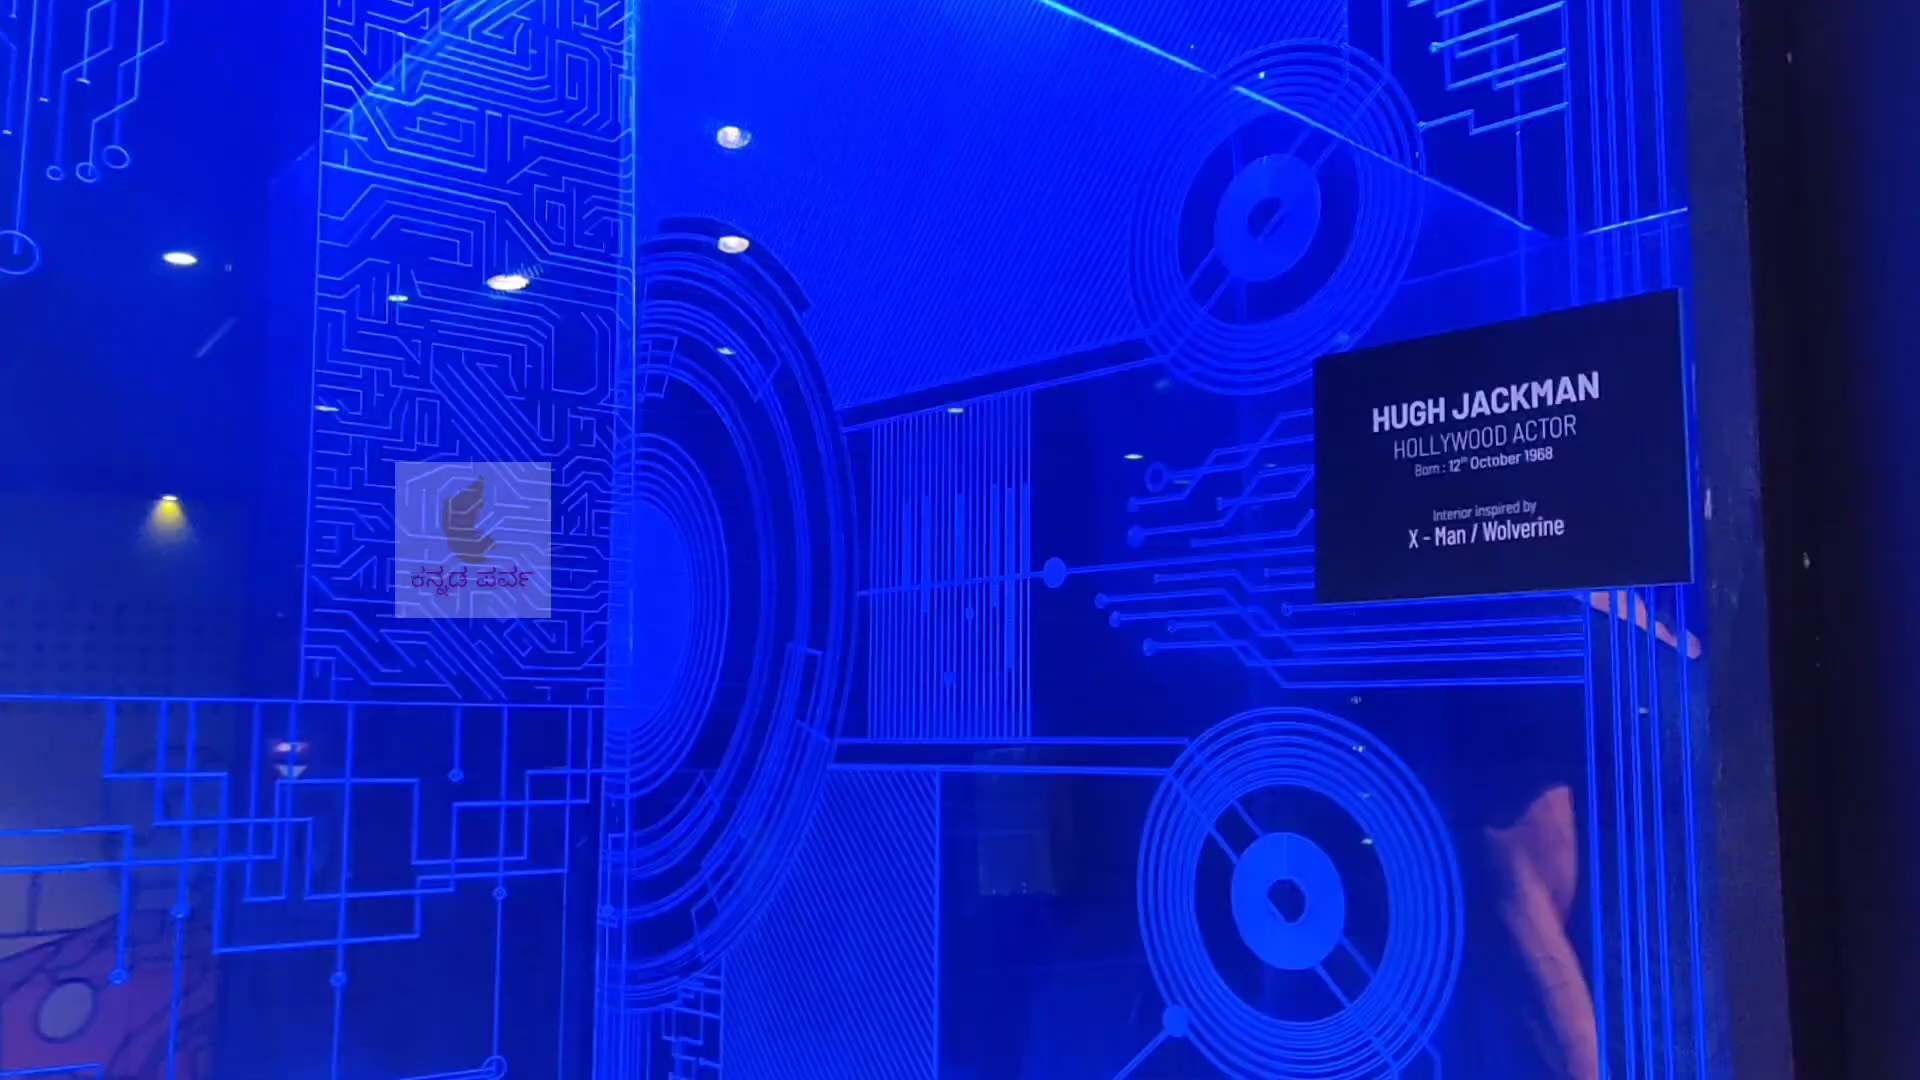 HUGH JACKMAN
HOLLYWOOD ACTOR
Born : 12th October 1968
Interior inspired by
X - Man / Wolverine
ಕನ್ನಡ ಪರ್ವ